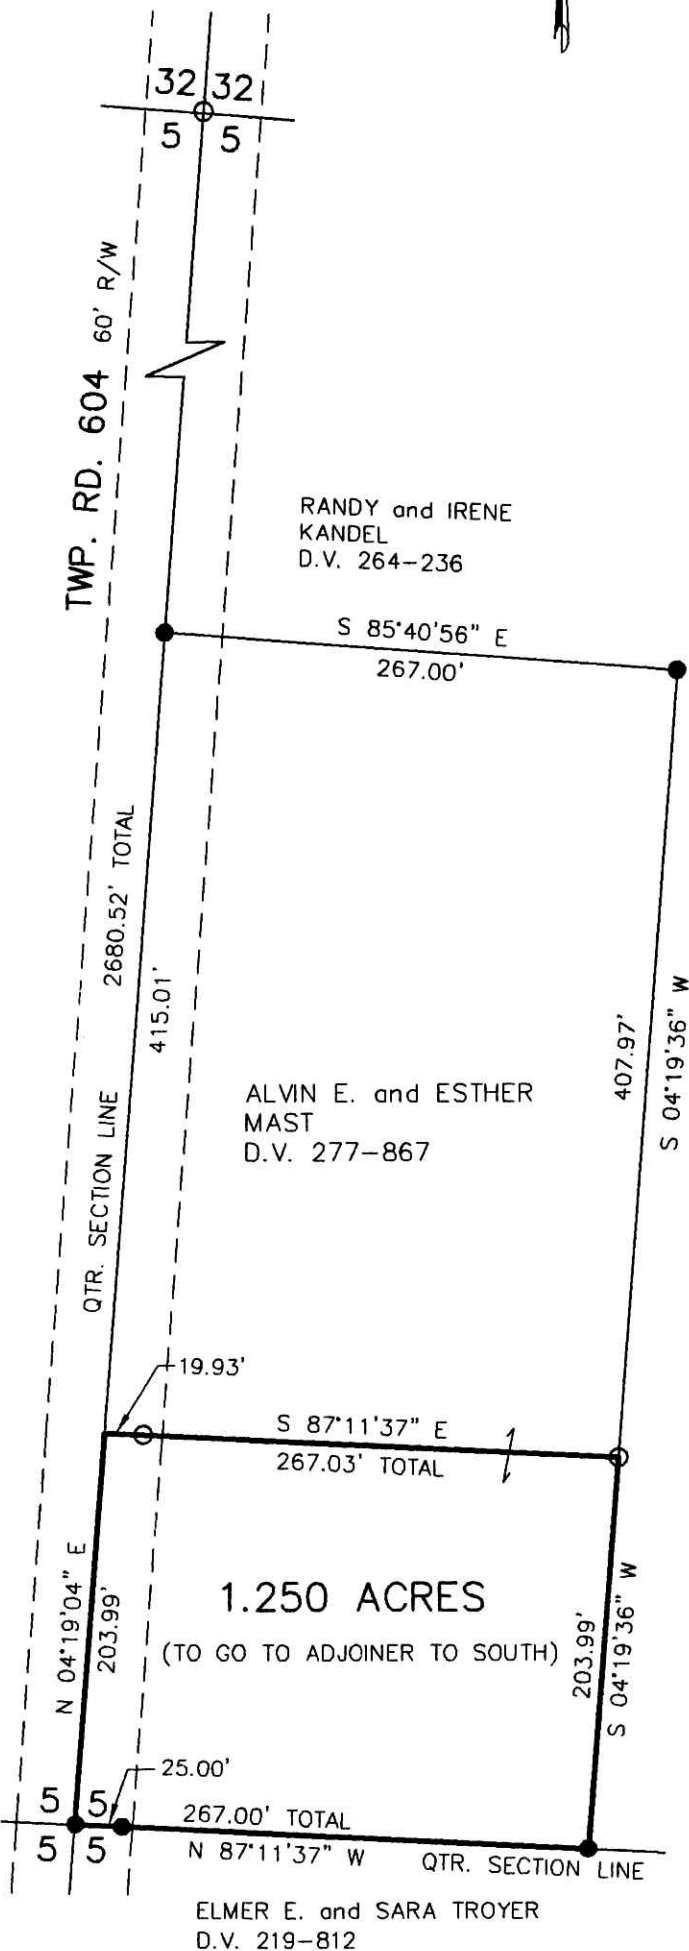 32 32
5 5
TWP. RD. 604 60' R/W
RANDY and IRENE
KANDEL
D.V. 264-236
S 85°40'56" E
267.00'
2680.52' TOTAL
415.01'
QTR. SECTION LINE
407.97'
S 04°19'36" W
ALVIN E. and ESTHER
MAST
D.V. 277-867
19.93'
S 87°11'37" E
267.03' TOTAL
N 04°19'04" E
203.99'
1.250 ACRES
(TO GO TO ADJOINER TO SOUTH)
203.99'
S 04°19'36" W
25.00'
5 5
5 5
267.00' TOTAL
N 87°11'37" W
QTR. SECTION LINE
ELMER E. and SARA TROYER
D.V. 219-812